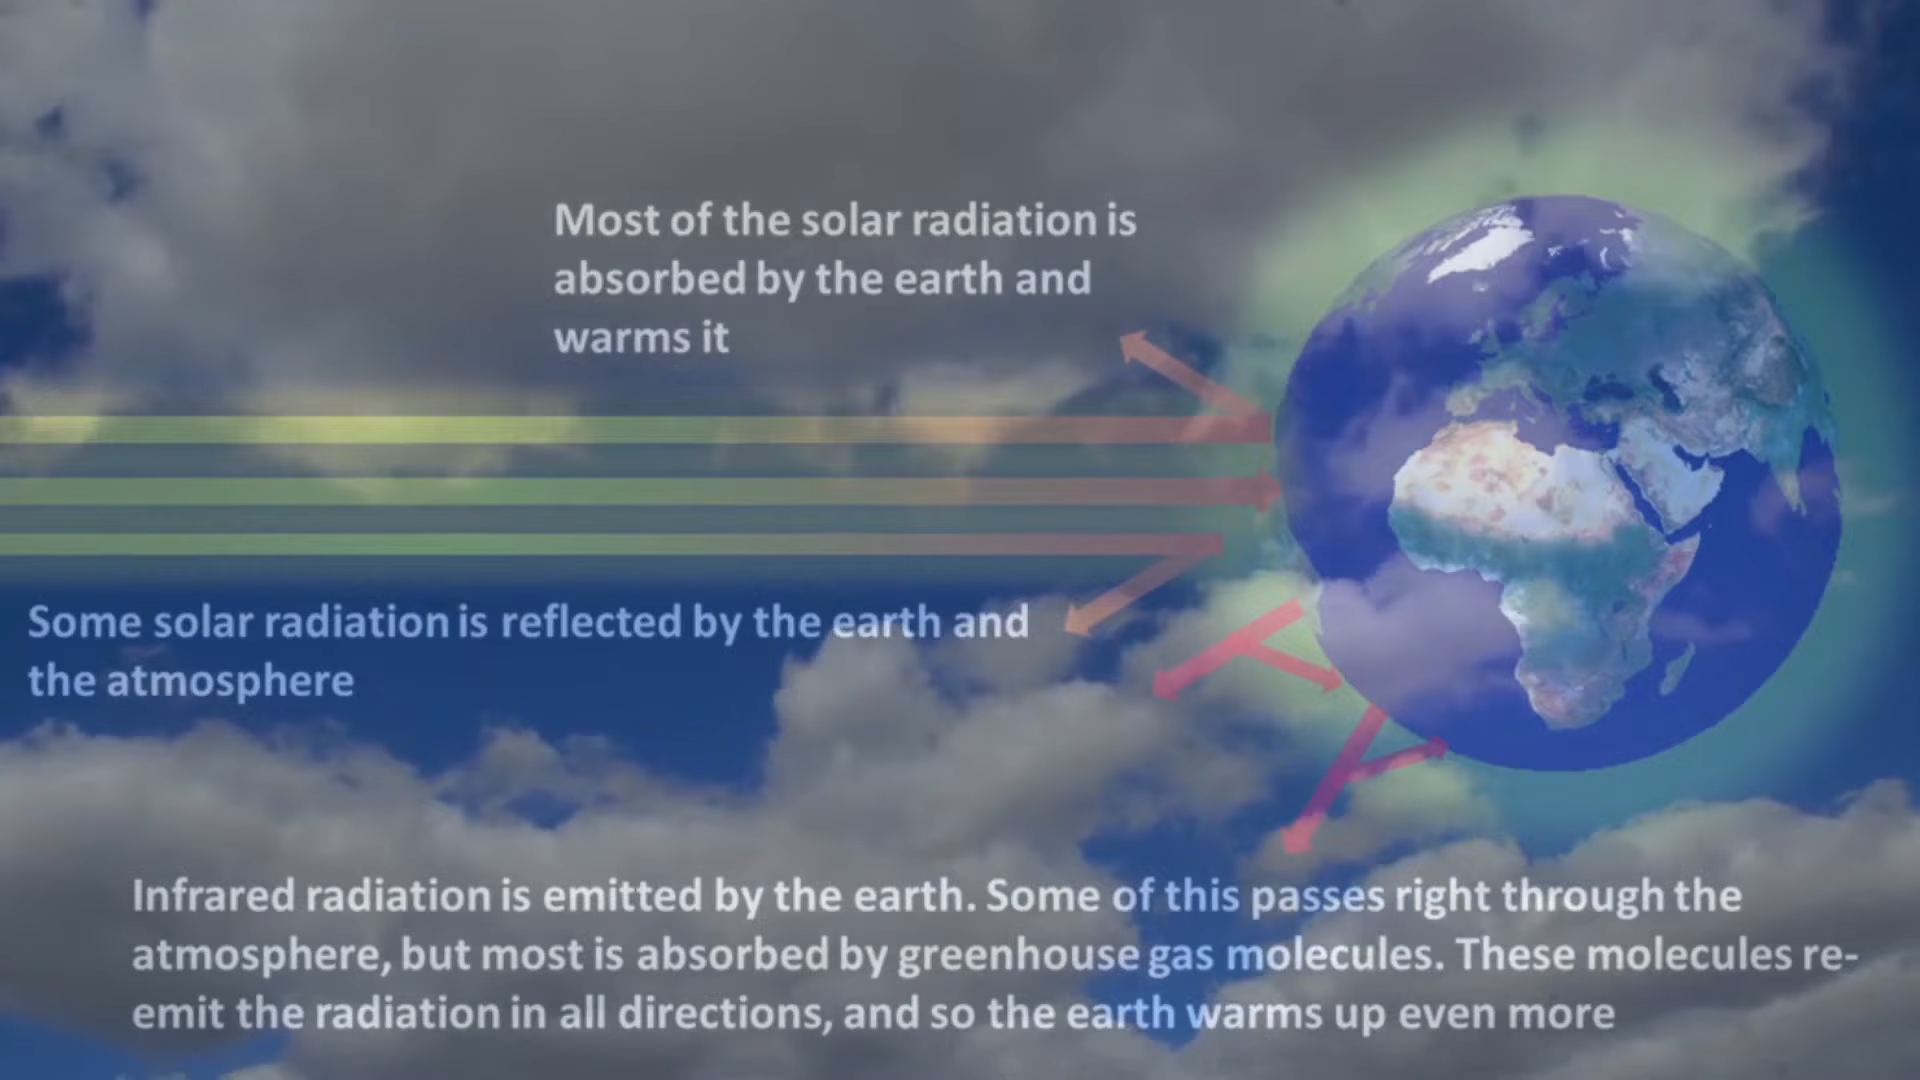 Most of the solar radiation is
absorbed by the earth and
warms it
Some solar radiation is reflected by the earth and
the atmosphere
Infrared radiation is emitted by the earth. Some of this passes right through the
atmosphere, but most is absorbed by greenhouse gas molecules. These molecules re-
emit the radiation in all directions, and so the earth warms up even more